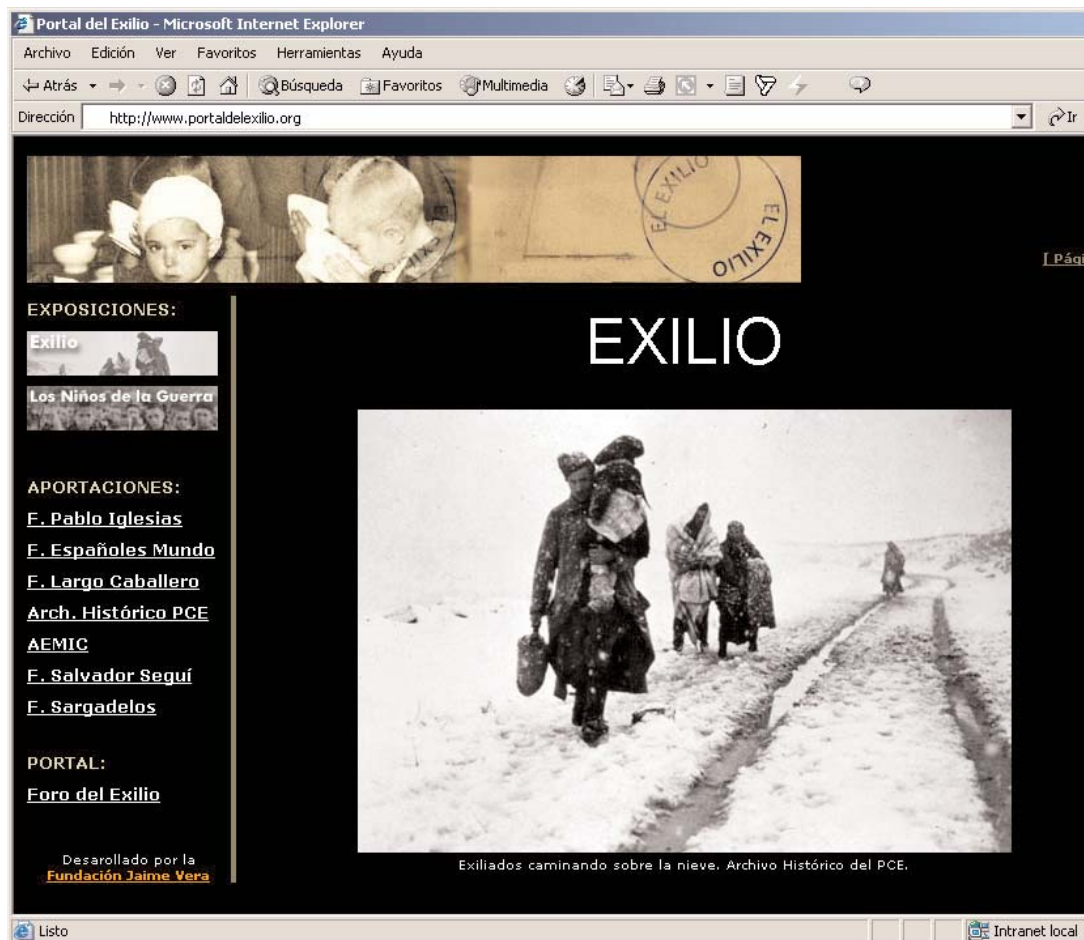 Portal del Exilio - Microsoft Internet Explorer
Archivo Edición Ver Favoritos Herramientas Ayuda
Atrás Búsqueda Favoritos Multimedia
Dirección http://www.portaldelexilio.org Ir
EL EXILIO
EL EXILIO
EL EXILIO
[ Pági
EXPOSICIONES:
Exilio
Los Niños de la Guerra
EXILIO
APORTACIONES:
F. Pablo Iglesias
F. Españoles Mundo
F. Largo Caballero
Arch. Histórico PCE
AEMIC
F. Salvador Seguí
F. Sargadelos
PORTAL:
Foro del Exilio
Desarollado por la
Fundación Jaime Vera
Exiliados caminando sobre la nieve. Archivo Histórico del PCE.
Listo Intranet local